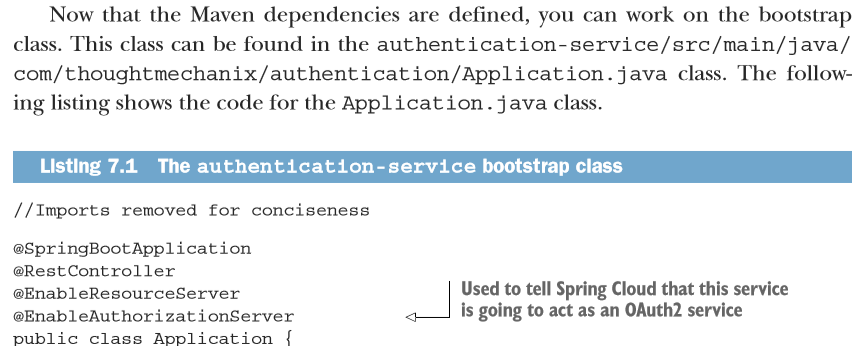 Now that the Maven dependencies are defined, you can work on the bootstrap
class. This class can be found in the authentication-service/src/main/java/
com/thoughtmechanix/authentication/Application.java class. The follow-
ing listing shows the code for the Application.java class.
Listing 7.1 The authentication-service bootstrap class
//Imports removed for conciseness
@SpringBootApplication
@RestController
@EnableResourceServer
@EnableAuthorizationServer
public class Application {
Used to tell Spring Cloud that this service
is going to act as an OAuth2 service